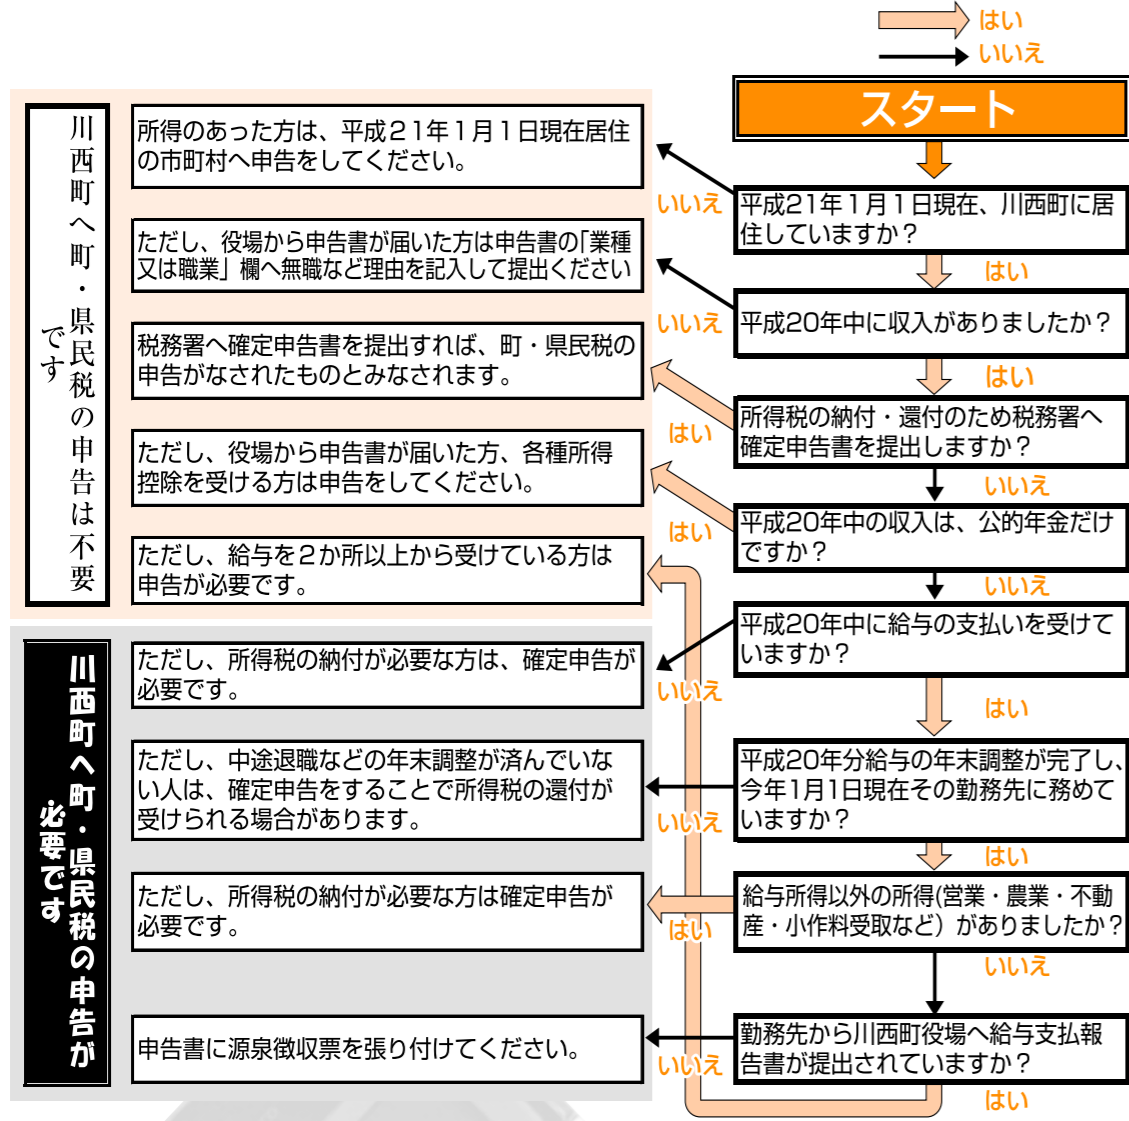 はい
いいえ
スタート
平成21年1月1日現在、川西町に居
住していますか？
いいえ
はい
平成20年中に収入がありましたか？
いいえ
はい
所得税の納付・還付のため税務署へ
確定申告書を提出しますか？
はい
いいえ
平成20年中の収入は、公的年金だけ
ですか？
はい
いいえ
平成20年中に給与の支払いを受けて
いますか？
いいえ
はい
平成20年分給与の年末調整が完了し、
今年1月1日現在その勤務先に務めて
いますか？
いいえ
はい
給与所得以外の所得(営業・農業・不動
産・小作料受取など）がありましたか？
はい
いいえ
勤務先から川西町役場へ給与支払報
告書が提出されていますか？
いいえ
はい
川西町へ町・県民税の申告は不要
です
所得のあった方は、平成２１年１月１日現在居住
の市町村へ申告をしてください。
ただし、役場から申告書が届いた方は申告書の「業種
又は職業」欄へ無職など理由を記入して提出ください
税務署へ確定申告書を提出すれば、町・県民税の
申告がなされたものとみなされます。
ただし、役場から申告書が届いた方、各種所得
控除を受ける方は申告をしてください。
ただし、給与を２か所以上から受けている方は
申告が必要です。
川西町へ町・県民税の申告が
必要です
ただし、所得税の納付が必要な方は、確定申告が
必要です。
ただし、中途退職などの年末調整が済んでいな
い人は、確定申告をすることで所得税の還付が
受けられる場合があります。
ただし、所得税の納付が必要な方は確定申告が
必要です。
申告書に源泉徴収票を張り付けてください。